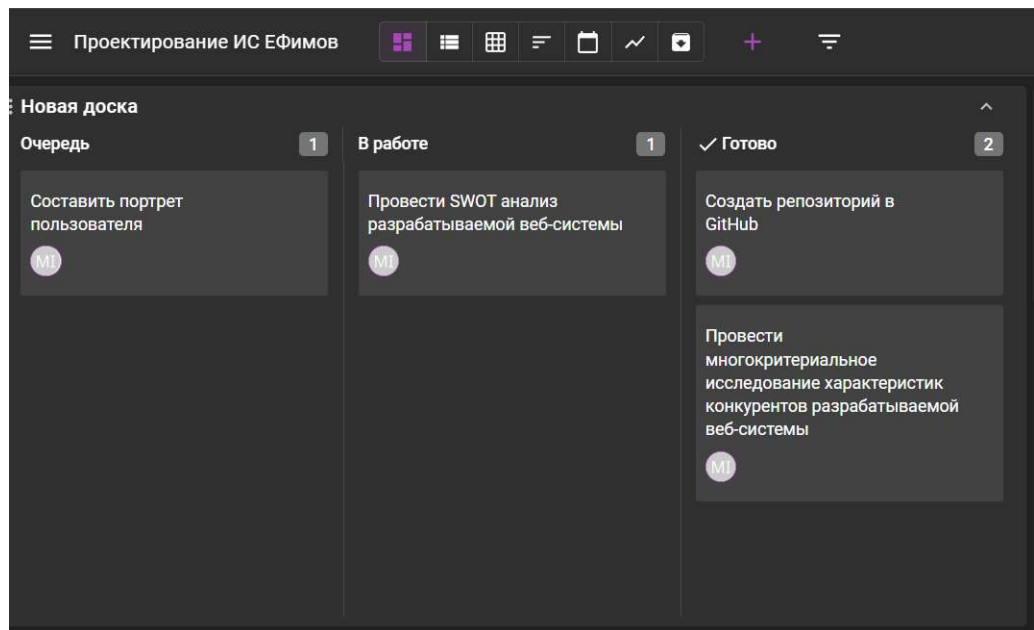 Проектирование ИС ЕФимов
Новая доска
Очередь 1
Составить портрет
пользователя
MI
В работе 1
Провести SWOT анализ
разрабатываемой веб-системы
MI
Готово 2
Создать репозиторий в
GitHub
MI
Провести
многокритериальное
исследование характеристик
конкурентов разрабатываемой
веб-системы
MI